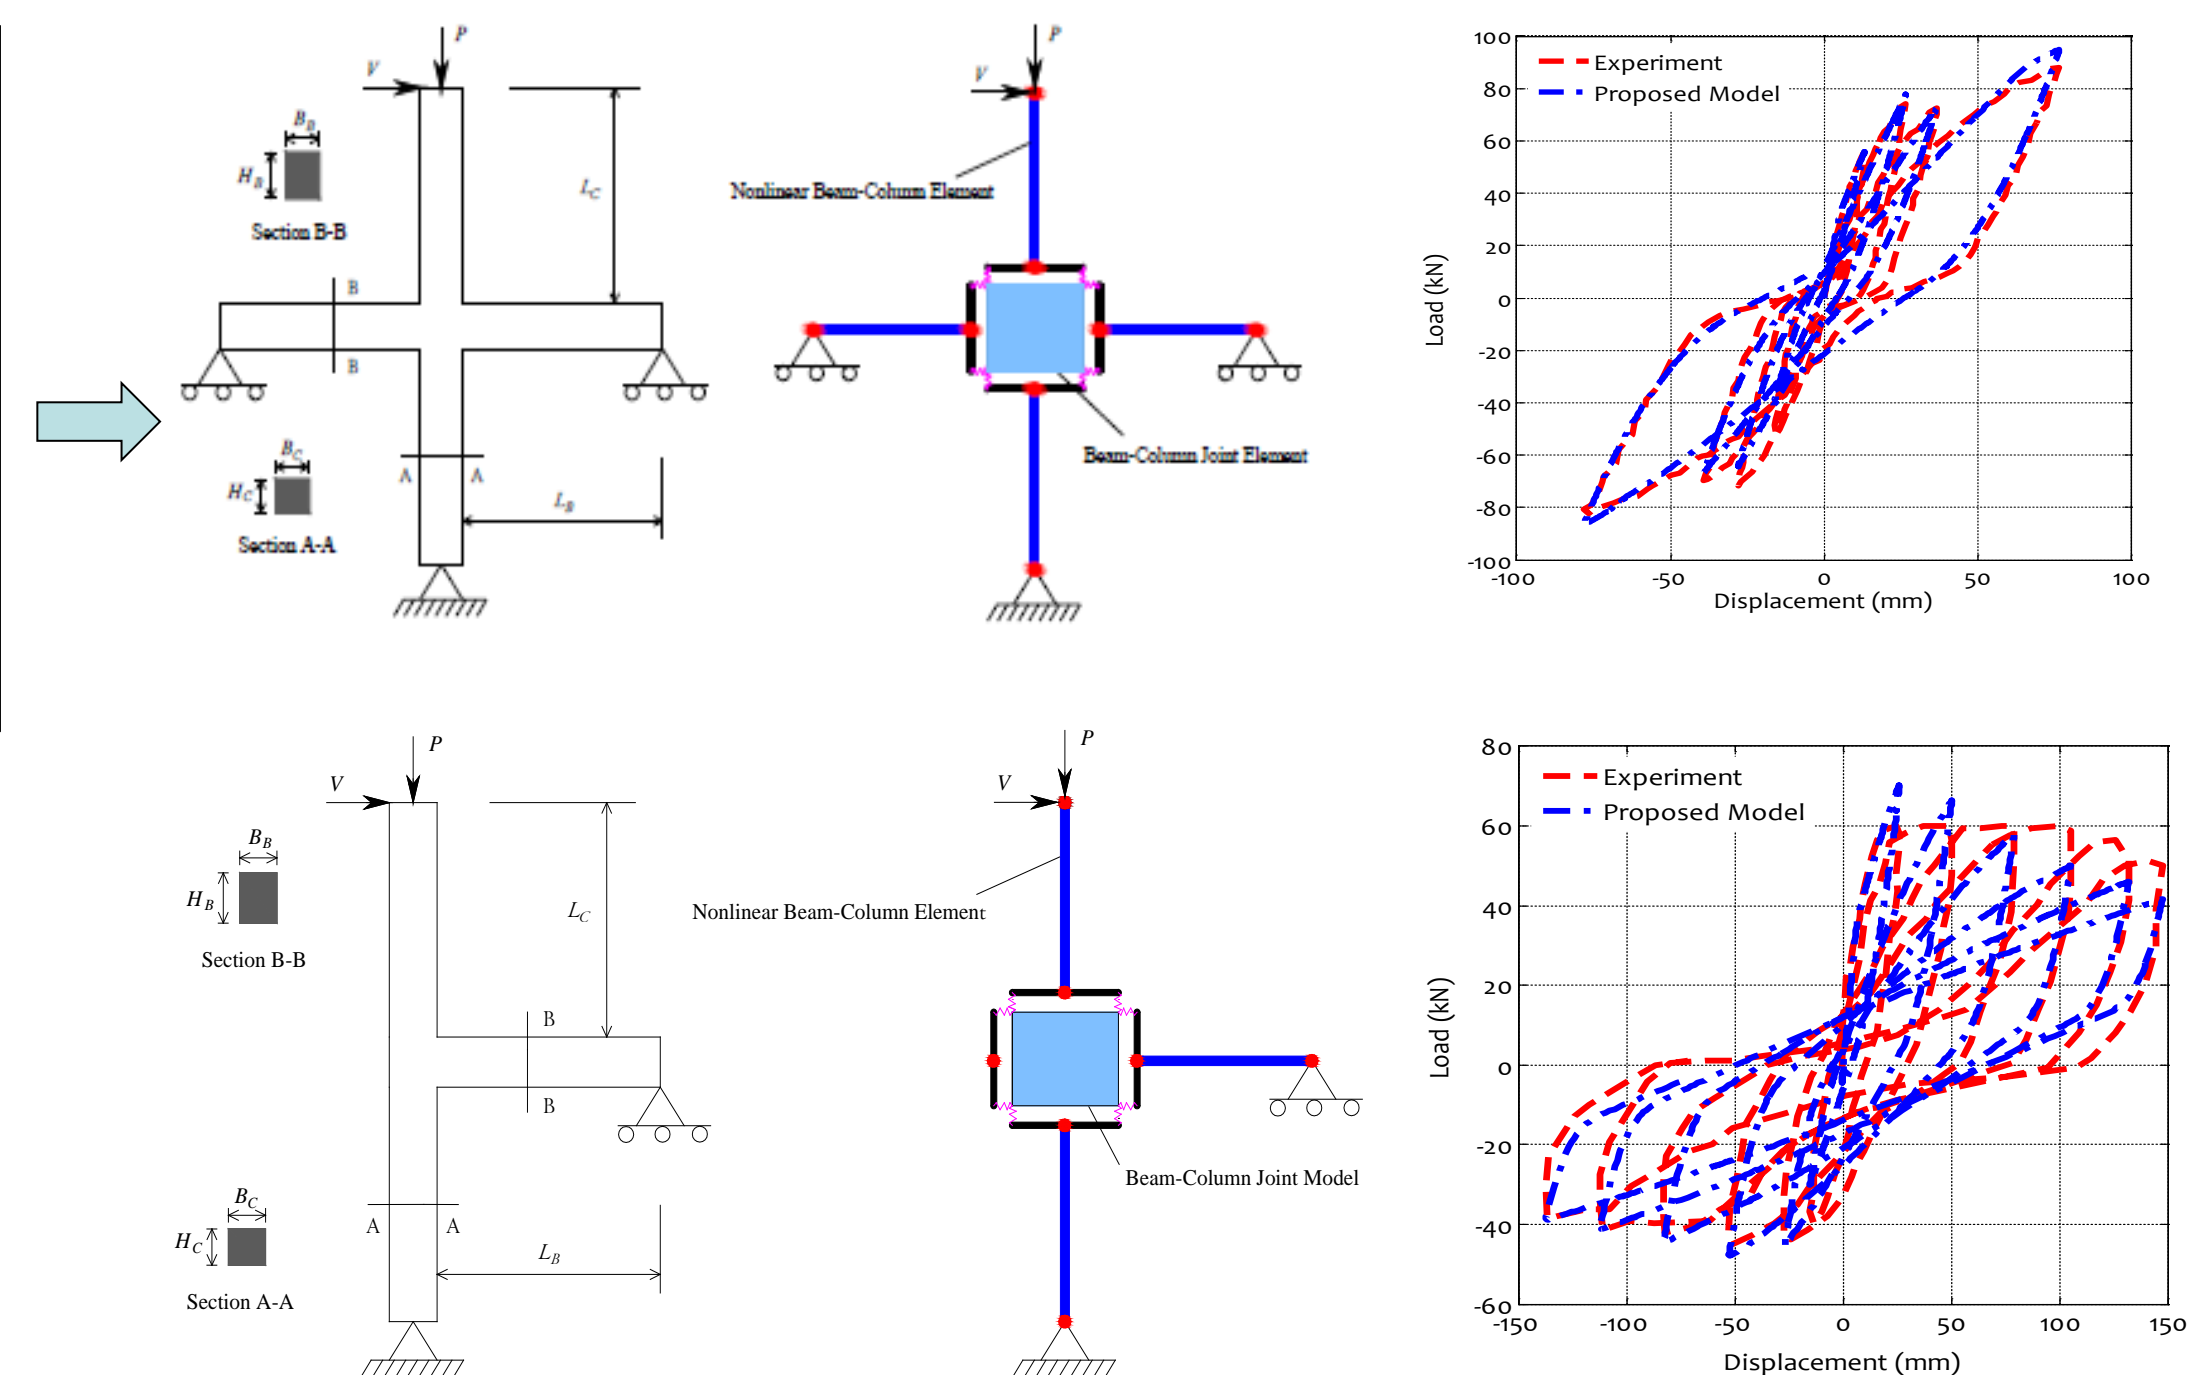 P
V
B_B
H_B
Section B-B
L_C
B
B
B_C
H_C
A
A
Section A-A
L_B
P
V
Nonlinear Beam-Column Element
Beam-Column Joint Element
Experiment
Proposed Model
100
80
60
40
20
0
-20
-40
-60
-80
-100
-100
-50
0
50
100
Load (kN)
Displacement (mm)
P
V
B_B
H_B
Section B-B
L_C
B
B
B_C
H_C
A
A
Section A-A
L_B
P
V
Nonlinear Beam-Column Element
Beam-Column Joint Model
Experiment
Proposed Model
80
60
40
20
0
-20
-40
-60
-150
-100
-50
0
50
100
150
Load (kN)
Displacement (mm)